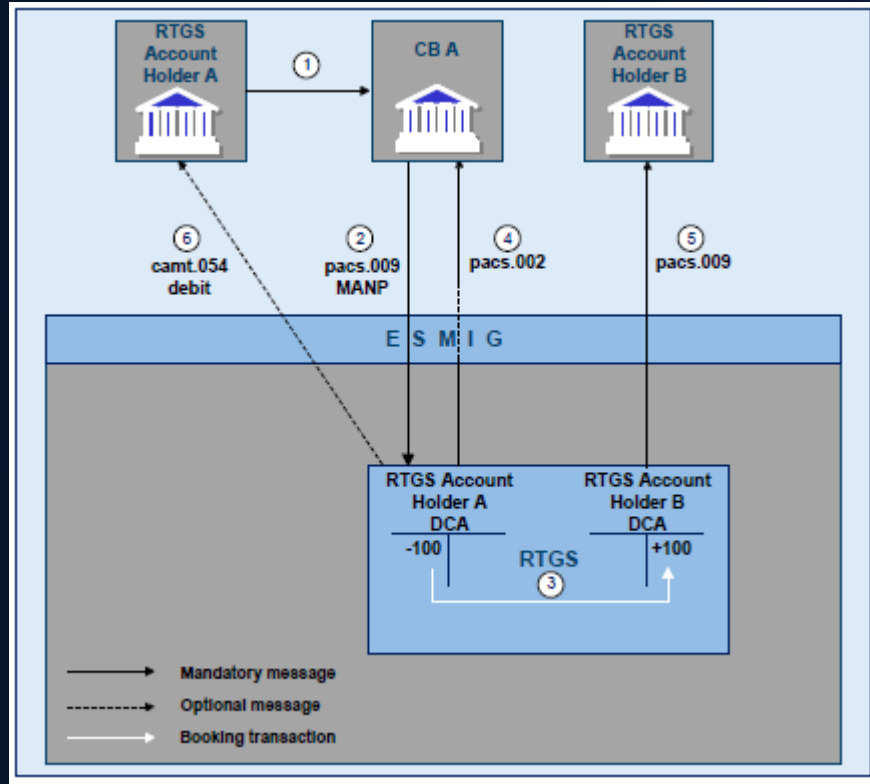 RTGS
Account
Holder A
1
CB A
RTGS
Account
Holder B
6
camt.054
debit
2
pacs.009
MANP
4
pacs.002
5
pacs.009
E S M I G
RTGS Account
Holder A
DCA
-100
RTGS Account
Holder B
DCA
+100
RTGS
3
Mandatory message
Optional message
Booking transaction